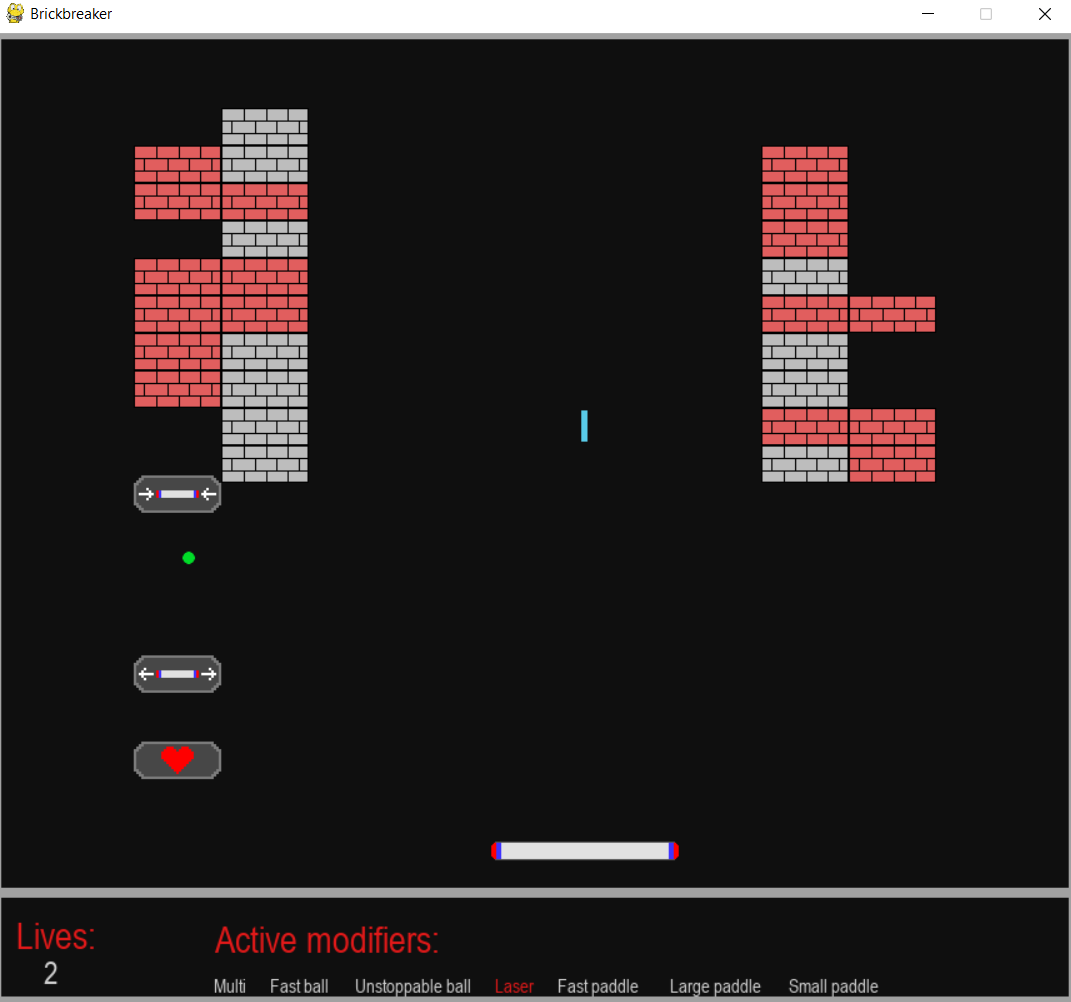 Brickbreaker
Lives:
2
Active modifiers:
Multi Fast ball Unstoppable ball Laser Fast paddle Large paddle Small paddle